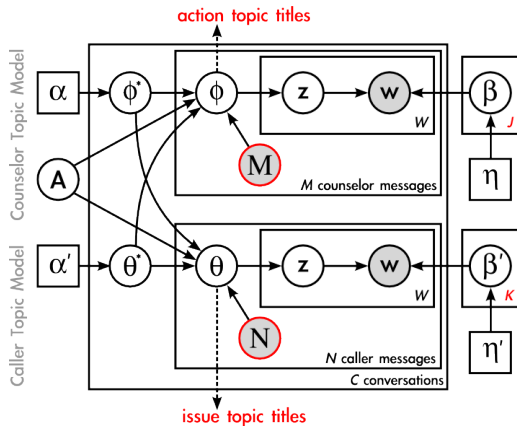 action topic titles
Counselor Topic Model
α
ϕ*
ϕ
z
w
β
W
J
M
M counselor messages
η
A
Caller Topic Model
α′
θ*
θ
z
w
β′
W
K
N
N caller messages
η′
C conversations
issue topic titles